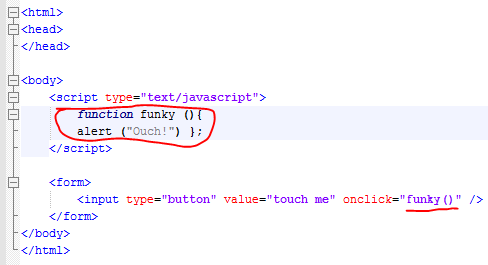 <html>
<head>
</head>
<body>
<script type="text/javascript">
function funky (){
alert ("Ouch!") };
</script>
<form>
<input type="button" value="touch me" onclick="funky()" />
</form>
</body>
</html>